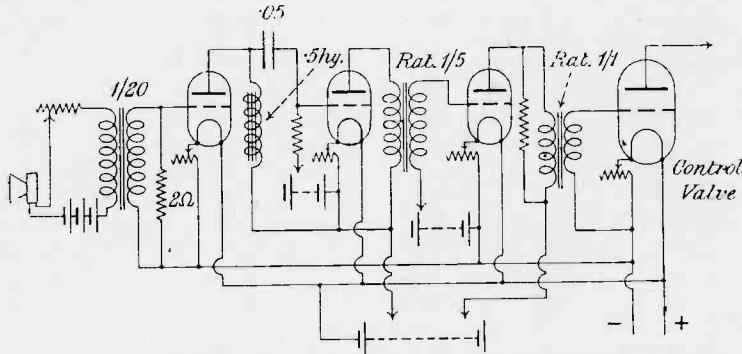 ·05
·5hy.
Rat. 1/5
Rat. 1/1
1/20
2Ω
Control
Valve
- +